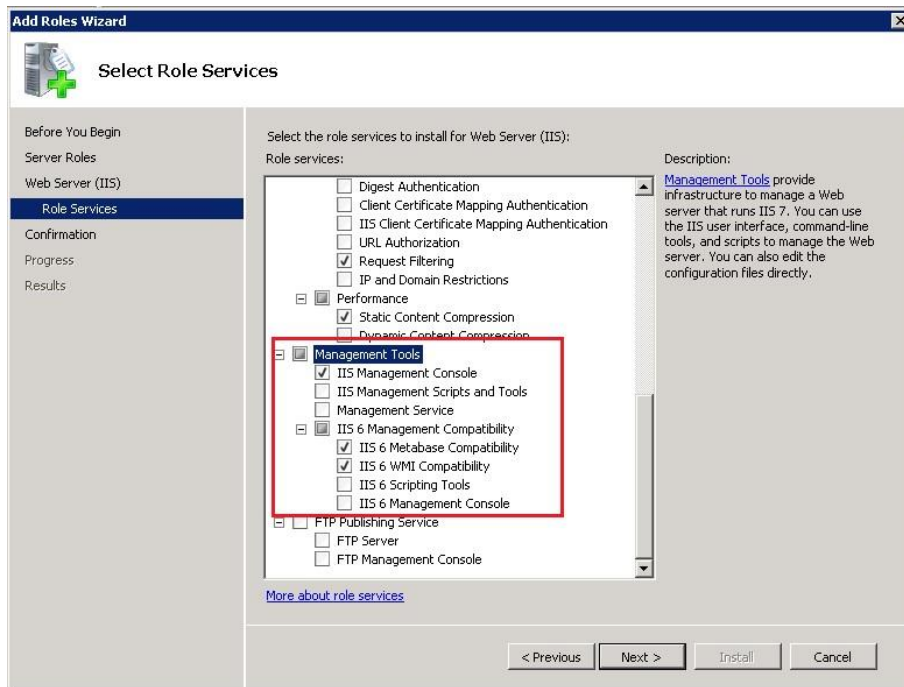 Add Roles Wizard
Select Role Services
Before You Begin
Server Roles
Web Server (IIS)
Role Services
Confirmation
Progress
Results
Select the role services to install for Web Server (IIS):
Role services:
Digest Authentication
Client Certificate Mapping Authentication
IIS Client Certificate Mapping Authentication
URL Authorization
Request Filtering
IP and Domain Restrictions
Performance
Static Content Compression
Dynamic Content Compression
Management Tools
IIS Management Console
IIS Management Scripts and Tools
Management Service
IIS 6 Management Compatibility
IIS 6 Metabase Compatibility
IIS 6 WMI Compatibility
IIS 6 Scripting Tools
IIS 6 Management Console
FTP Publishing Service
FTP Server
FTP Management Console
More about role services
Description:
Management Tools provide
infrastructure to manage a Web
server that runs IIS 7. You can use
the IIS user interface, command-line
tools, and scripts to manage the Web
server. You can also edit the
configuration files directly.
< Previous
Next >
Install
Cancel